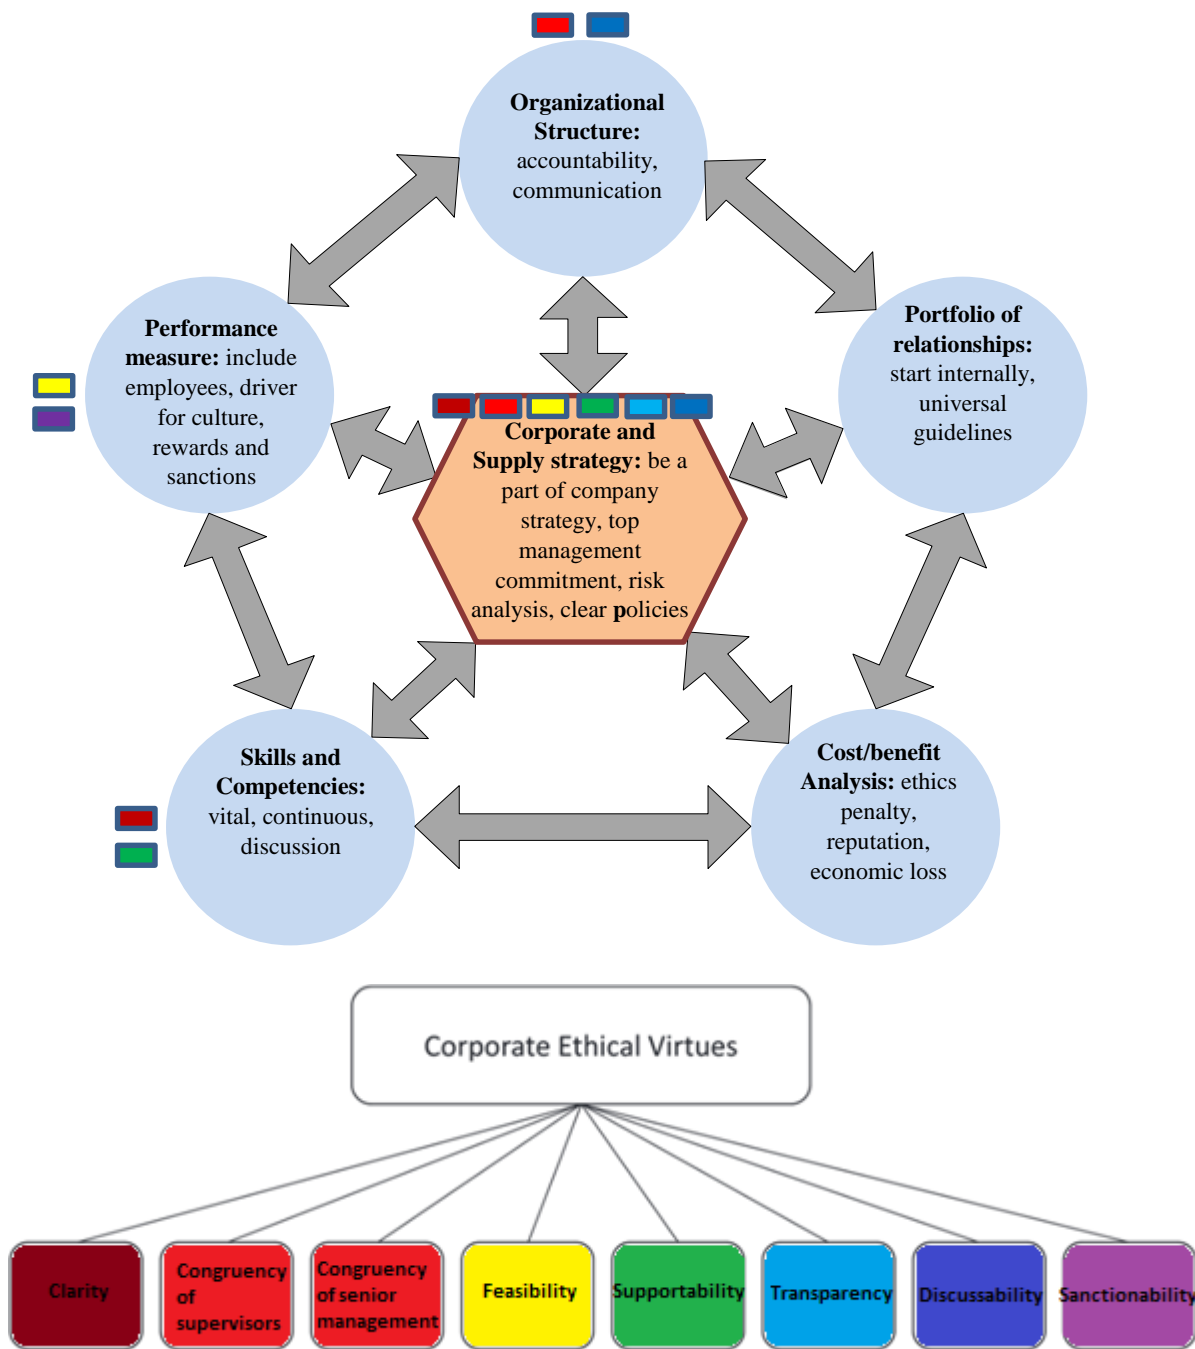 Organizational
Structure:
accountability,
communication
Performance
measure: include
employees, driver
for culture,
rewards and
sanctions
Portfolio of
relationships:
start internally,
universal
guidelines
Corporate and
Supply strategy: be a
part of company
strategy, top
management
commitment, risk
analysis, clear policies
Skills and
Competencies:
vital, continuous,
discussion
Cost/benefit
Analysis: ethics
penalty,
reputation,
economic loss
Corporate Ethical Virtues
Clarity
Congruency
of
supervisors
Congruency
of senior
management
Feasibility
Supportability
Transparency
Discussability
Sanctionability